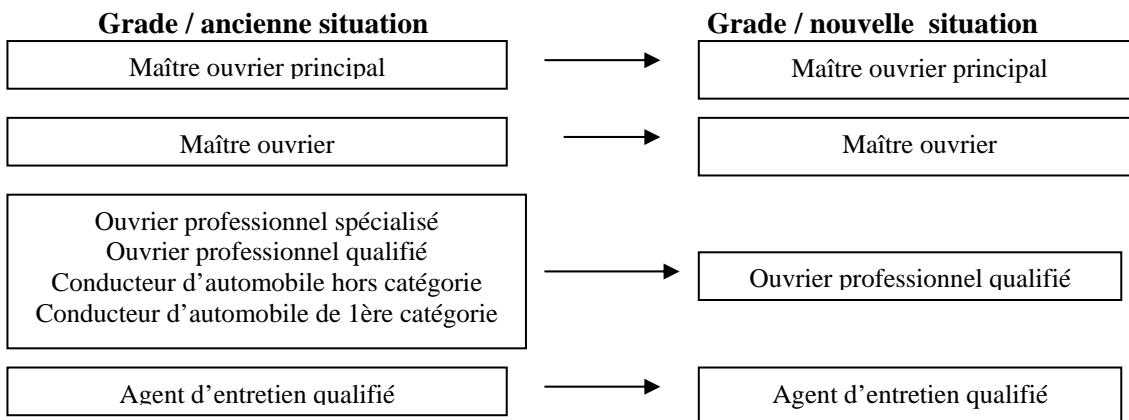 Grade / ancienne situation
Grade / nouvelle situation
Maître ouvrier principal
Maître ouvrier principal
Maître ouvrier
Maître ouvrier
Ouvrier professionnel spécialisé
Ouvrier professionnel qualifié
Conducteur d’automobile hors catégorie
Conducteur d’automobile de 1ère catégorie
Ouvrier professionnel qualifié
Agent d’entretien qualifié
Agent d’entretien qualifié